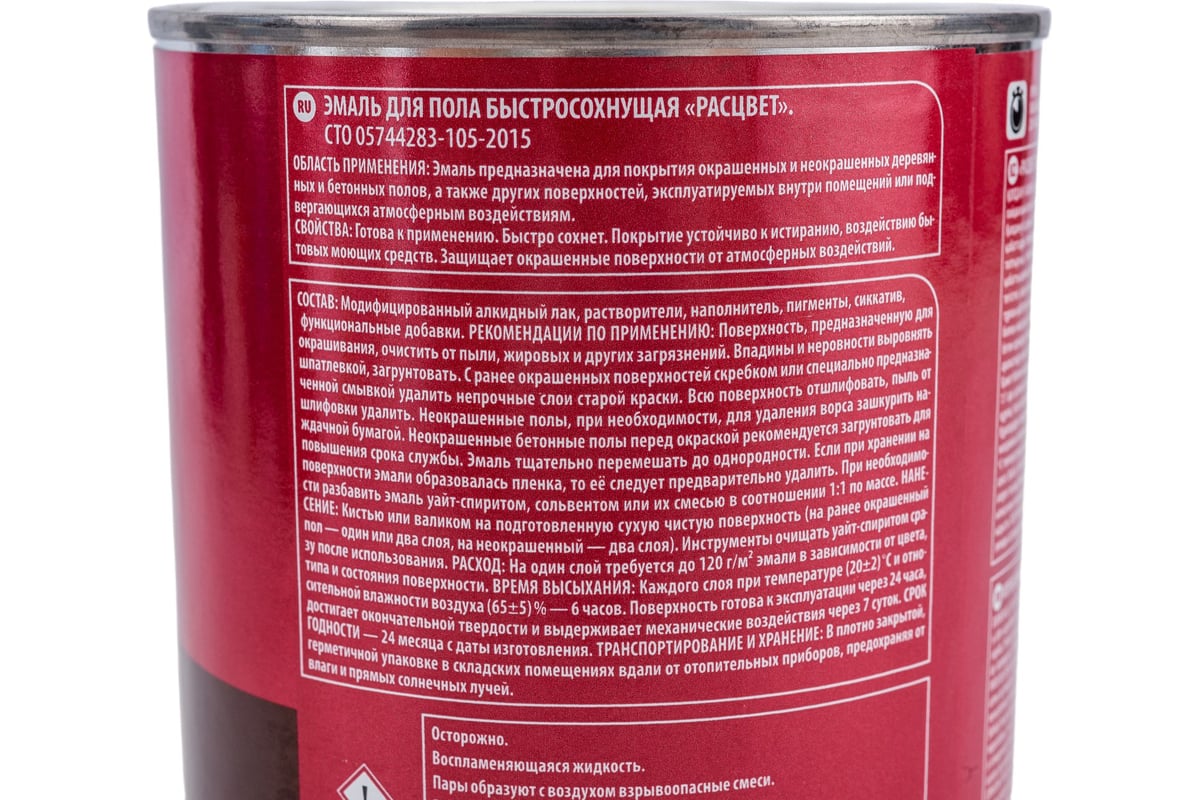 RU ЭМАЛЬ ДЛЯ ПОЛА БЫСТРОСОХНУЩАЯ «РАСЦВЕТ».
СТО 05744283-105-2015
ОБЛАСТЬ ПРИМЕНЕНИЯ: Эмаль предназначена для покрытия окрашенных и неокрашенных деревян-
ных и бетонных полов, а также других поверхностей, эксплуатируемых внутри помещений или под-
вергающихся атмосферным воздействиям.
СВОЙСТВА: Готова к применению. Быстро сохнет. Покрытие устойчиво к истиранию, воздействию бы-
товых моющих средств. Защищает окрашенные поверхности от атмосферных воздействий.
СОСТАВ: Модифицированный алкидный лак, растворители, наполнитель, пигменты, сиккатив,
функциональные добавки. РЕКОМЕНДАЦИИ ПО ПРИМЕНЕНИЮ: Поверхность, предназначенную для
окрашивания, очистить от пыли, жировых и других загрязнений. Впадины и неровности выровнять
шпатлевкой, загрунтовать. С ранее окрашенных поверхностей скребком или специально предназна-
ченной смывкой удалить непрочные слои старой краски. Всю поверхность отшлифовать, пыль от
шлифовки удалить. Неокрашенные полы, при необходимости, для удаления ворса зашкурить на-
ждачной бумагой. Неокрашенные бетонные полы перед окраской рекомендуется загрунтовать для
повышения срока службы. Эмаль тщательно перемешать до однородности. Если при хранении на
поверхности эмали образовалась пленка, то её следует предварительно удалить. При необходимо-
сти разбавить эмаль уайт-спиритом, сольвентом или их смесью в соотношении 1:1 по массе. НАНЕ-
СЕНИЕ: Кистью или валиком на подготовленную сухую чистую поверхность (на ранее окрашенный
пол — один или два слоя, на неокрашенный — два слоя). Инструменты очищать уайт-спиритом сра-
зу после использования. РАСХОД: На один слой требуется до 120 г/м² эмали в зависимости от цвета,
типа и состояния поверхности. ВРЕМЯ ВЫСЫХАНИЯ: Каждого слоя при температуре (20±2)°С и отно-
сительной влажности воздуха (65±5)% — 6 часов. Поверхность готова к эксплуатации через 24 часа,
достигает окончательной твердости и выдерживает механические воздействия через 7 суток. СРОК
ГОДНОСТИ — 24 месяца с даты изготовления. ТРАНСПОРТИРОВАНИЕ И ХРАНЕНИЕ: В плотно закрытой,
герметичной упаковке в складских помещениях вдали от отопительных приборов, предохраняя от
влаги и прямых солнечных лучей.
Осторожно.
Воспламеняющаяся жидкость.
Пары образуют с воздухом взрывоопасные смеси.